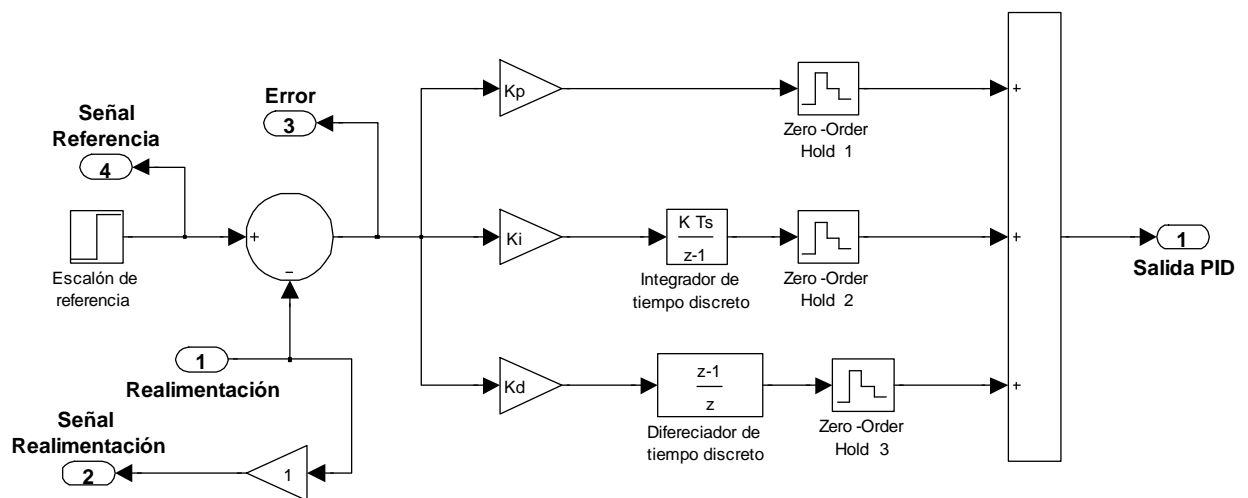 Señal
Referencia
4
Escalón de
referencia
+
−
Error
3
1
Realimentación
Señal
Realimentación
2
1
Kp
Zero -Order
Hold 1
Ki
K Ts
z-1
Integrador de
tiempo discreto
Zero -Order
Hold 2
Kd
z-1
z
Difereciador de
tiempo discreto
Zero -Order
Hold 3
+
+
+
1
Salida PID